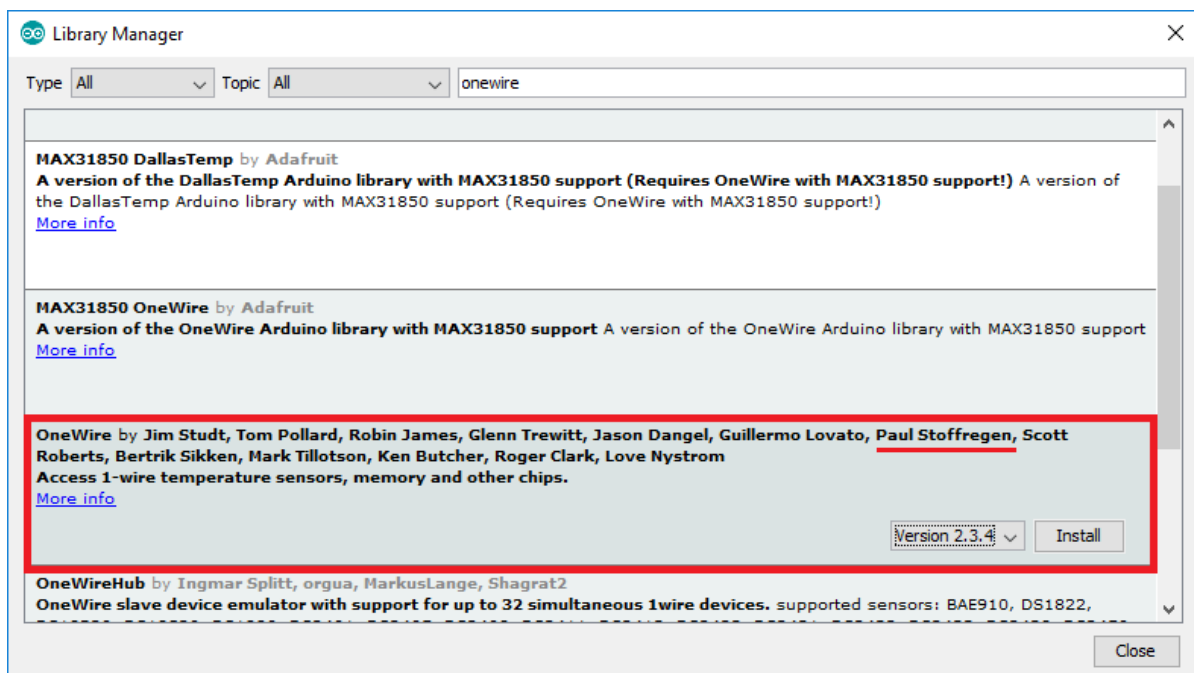 Library Manager
Type All Topic All onewire
MAX31850 DallasTemp by Adafruit
A version of the DallasTemp Arduino library with MAX31850 support (Requires OneWire with MAX31850 support!) A version of
the DallasTemp Arduino library with MAX31850 support (Requires OneWire with MAX31850 support!)
More info
MAX31850 OneWire by Adafruit
A version of the OneWire Arduino library with MAX31850 support A version of the OneWire Arduino library with MAX31850 support
More info
OneWire by Jim Studt, Tom Pollard, Robin James, Glenn Trewitt, Jason Dangel, Guillermo Lovato, Paul Stoffregen, Scott
Roberts, Bertrik Sikken, Mark Tillotson, Ken Butcher, Roger Clark, Love Nystrom
Access 1-wire temperature sensors, memory and other chips.
More info
Version 2.3.4 Install
OneWireHub by Ingmar Splitt, orgua, MarkusLange, Shagrat2
OneWire slave device emulator with support for up to 32 simultaneous 1wire devices. supported sensors: BAE910, DS1822,
Close